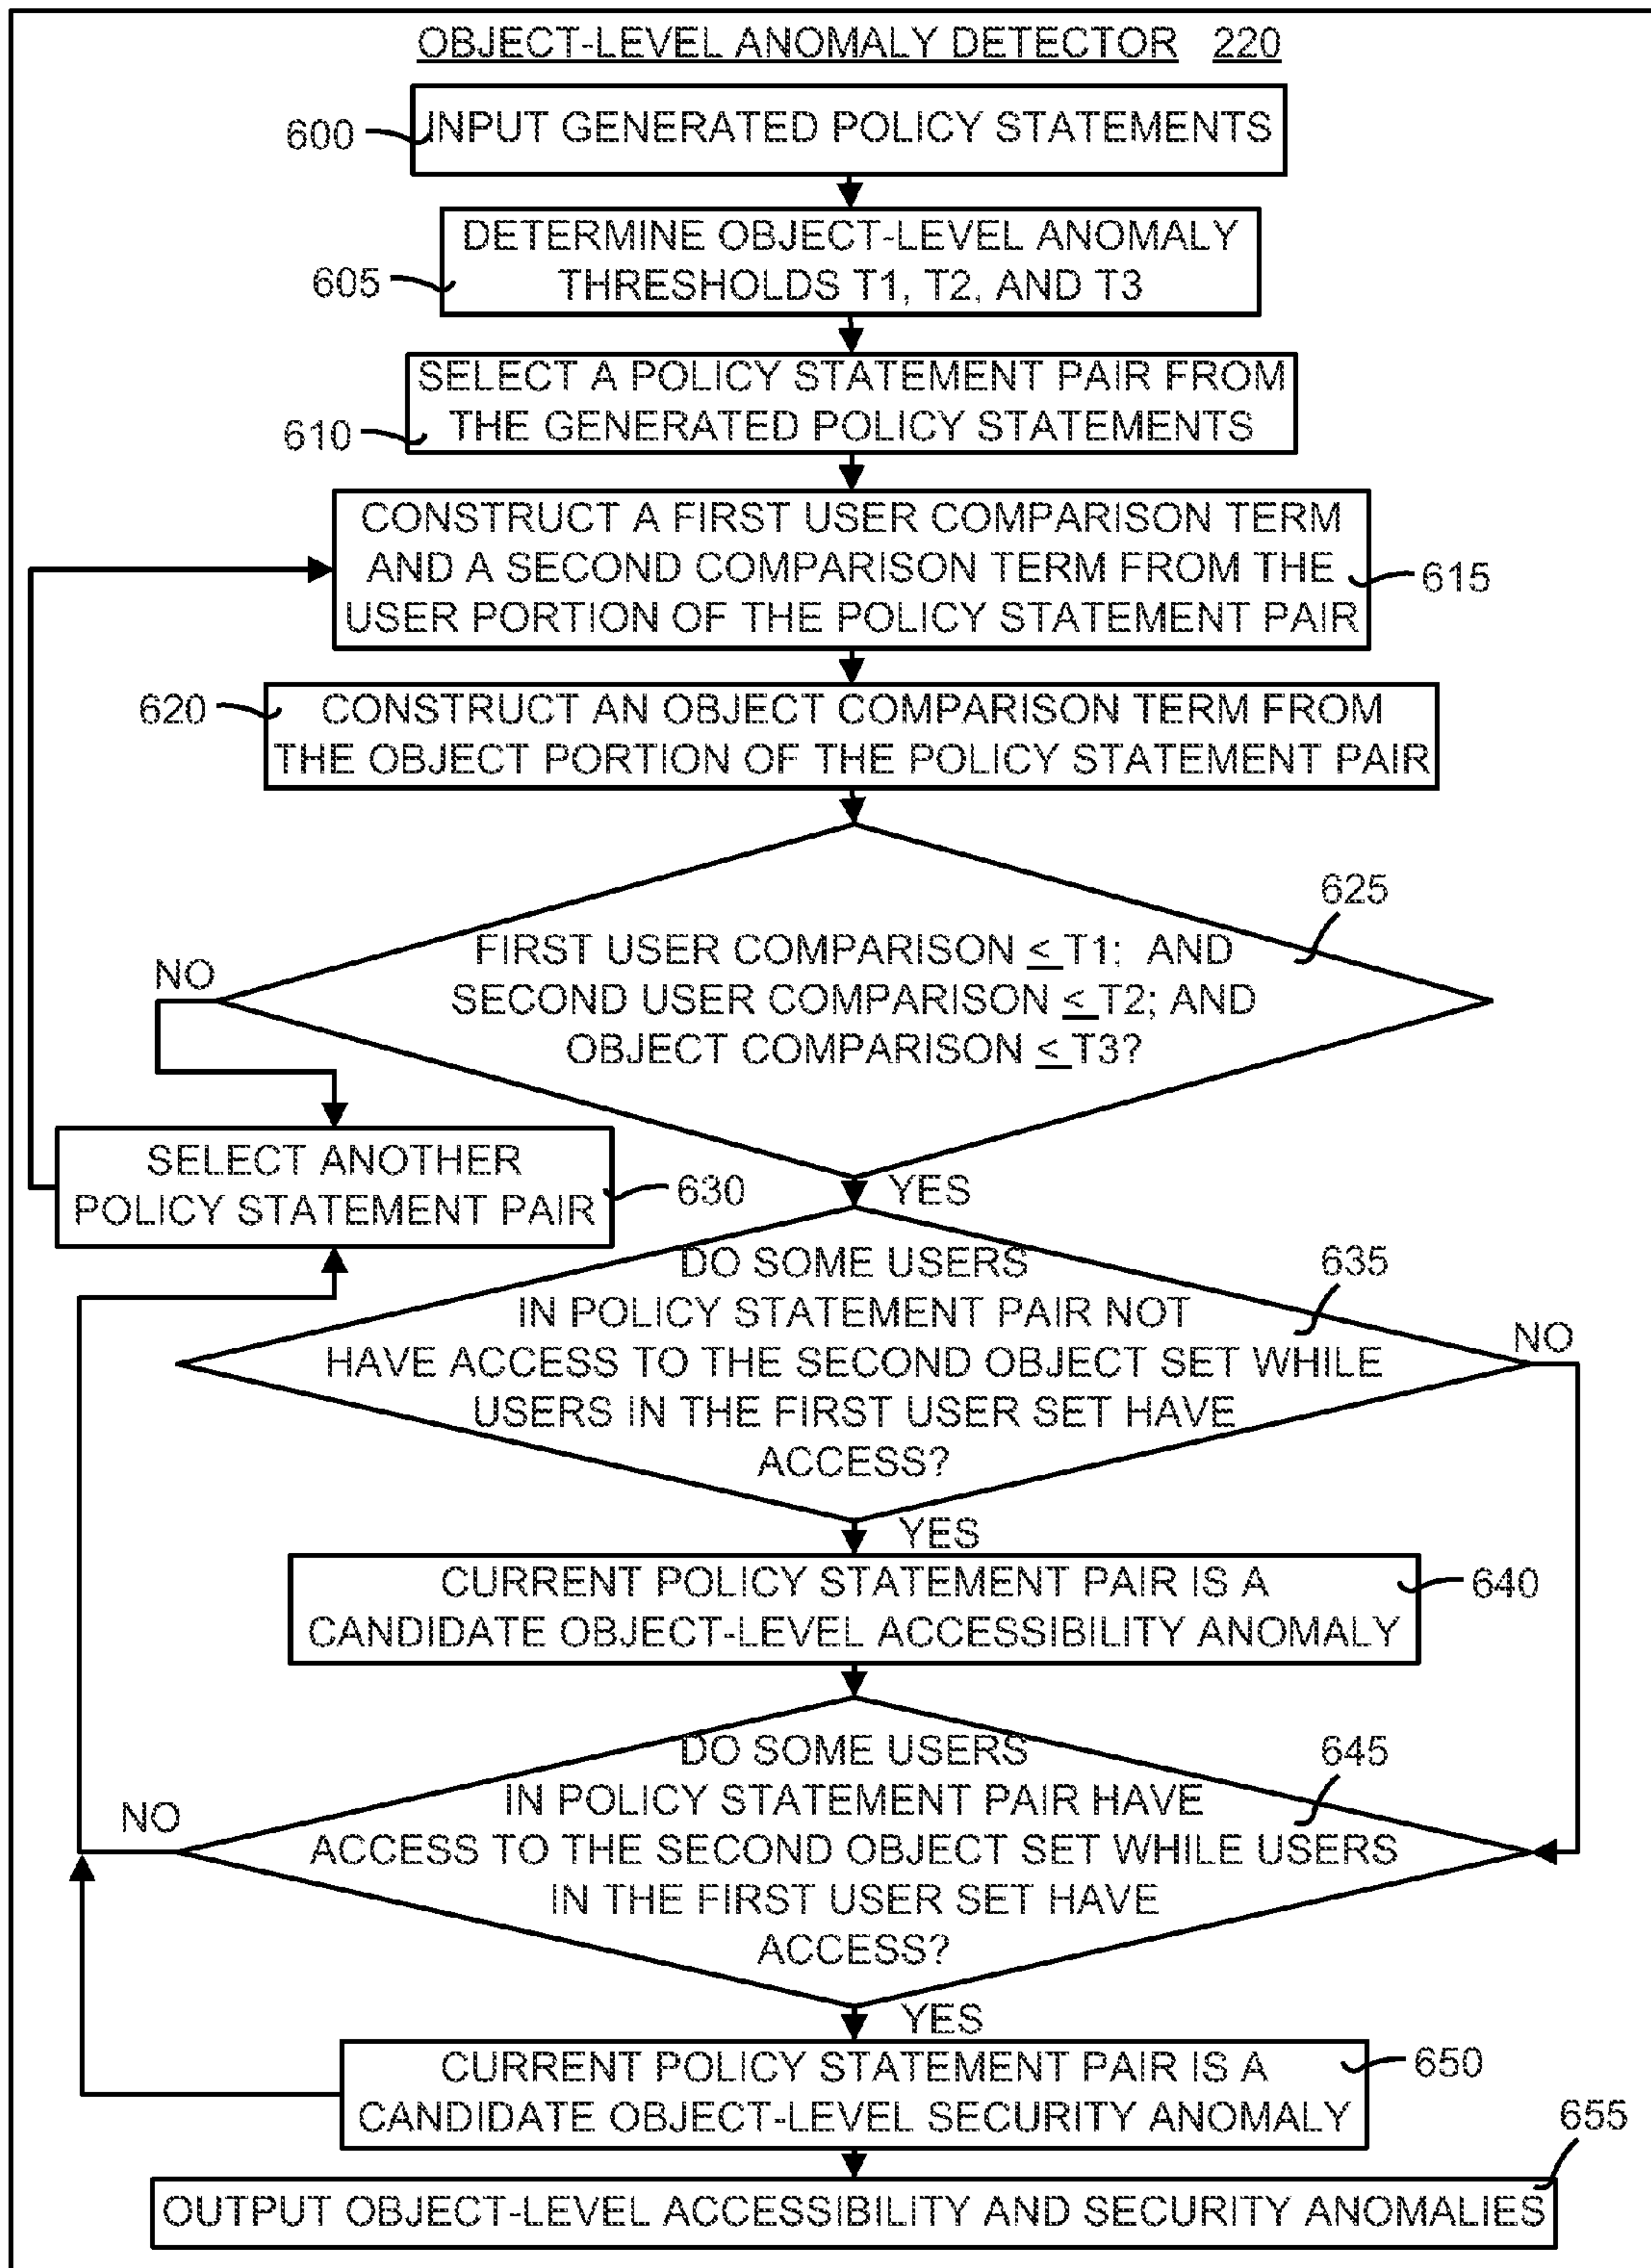 OBJECT-LEVEL ANOMALY DETECTOR 220
600
INPUT GENERATED POLICY STATEMENTS
605
DETERMINE OBJECT-LEVEL ANOMALY
THRESHOLDS T1, T2, AND T3
610
SELECT A POLICY STATEMENT PAIR FROM
THE GENERATED POLICY STATEMENTS
CONSTRUCT A FIRST USER COMPARISON TERM
AND A SECOND COMPARISON TERM FROM THE
USER PORTION OF THE POLICY STATEMENT PAIR
615
620
CONSTRUCT AN OBJECT COMPARISON TERM FROM
THE OBJECT PORTION OF THE POLICY STATEMENT PAIR
625
FIRST USER COMPARISON ≤ T1; AND
SECOND USER COMPARISON ≤ T2; AND
OBJECT COMPARISON ≤ T3?
NO
SELECT ANOTHER
POLICY STATEMENT PAIR
630
YES
DO SOME USERS
IN POLICY STATEMENT PAIR NOT
HAVE ACCESS TO THE SECOND OBJECT SET WHILE
USERS IN THE FIRST USER SET HAVE
ACCESS?
635
NO
YES
CURRENT POLICY STATEMENT PAIR IS A
CANDIDATE OBJECT-LEVEL ACCESSIBILITY ANOMALY
640
DO SOME USERS
IN POLICY STATEMENT PAIR HAVE
ACCESS TO THE SECOND OBJECT SET WHILE USERS
IN THE FIRST USER SET HAVE
ACCESS?
645
NO
YES
CURRENT POLICY STATEMENT PAIR IS A
CANDIDATE OBJECT-LEVEL SECURITY ANOMALY
650
655
OUTPUT OBJECT-LEVEL ACCESSIBILITY AND SECURITY ANOMALIES